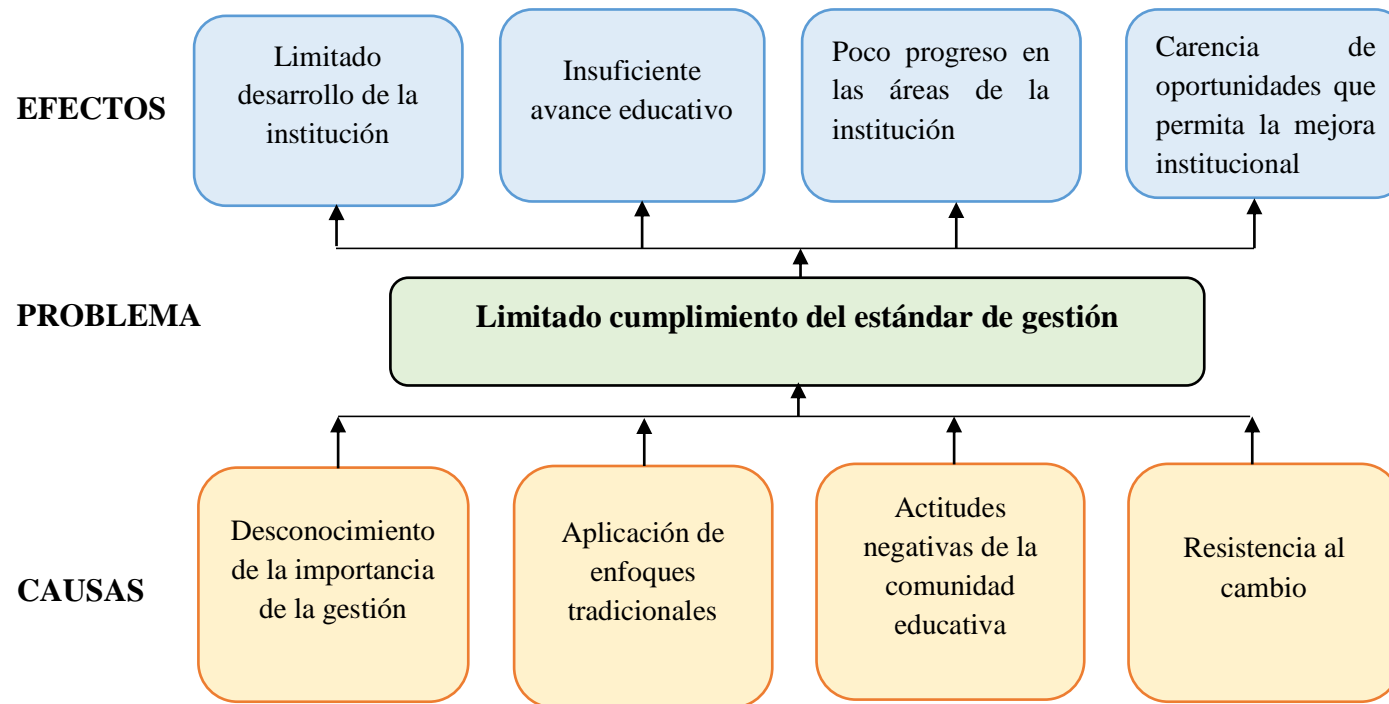 EFECTOS
Limitado
desarrollo de la
institución
Insuficiente
avance educativo
Poco progreso en
las áreas de la
institución
Carencia de
oportunidades que
permita la mejora
institucional
PROBLEMA
Limitado cumplimiento del estándar de gestión
CAUSAS
Desconocimiento
de la importancia
de la gestión
Aplicación de
enfoques
tradicionales
Actitudes
negativas de la
comunidad
educativa
Resistencia al
cambio